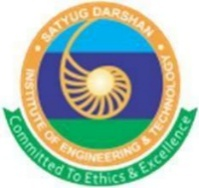 • SATYUG DARSHAN •
INSTITUTE OF ENGINEERING & TECHNOLOGY
Committed To Ethics & Excellence